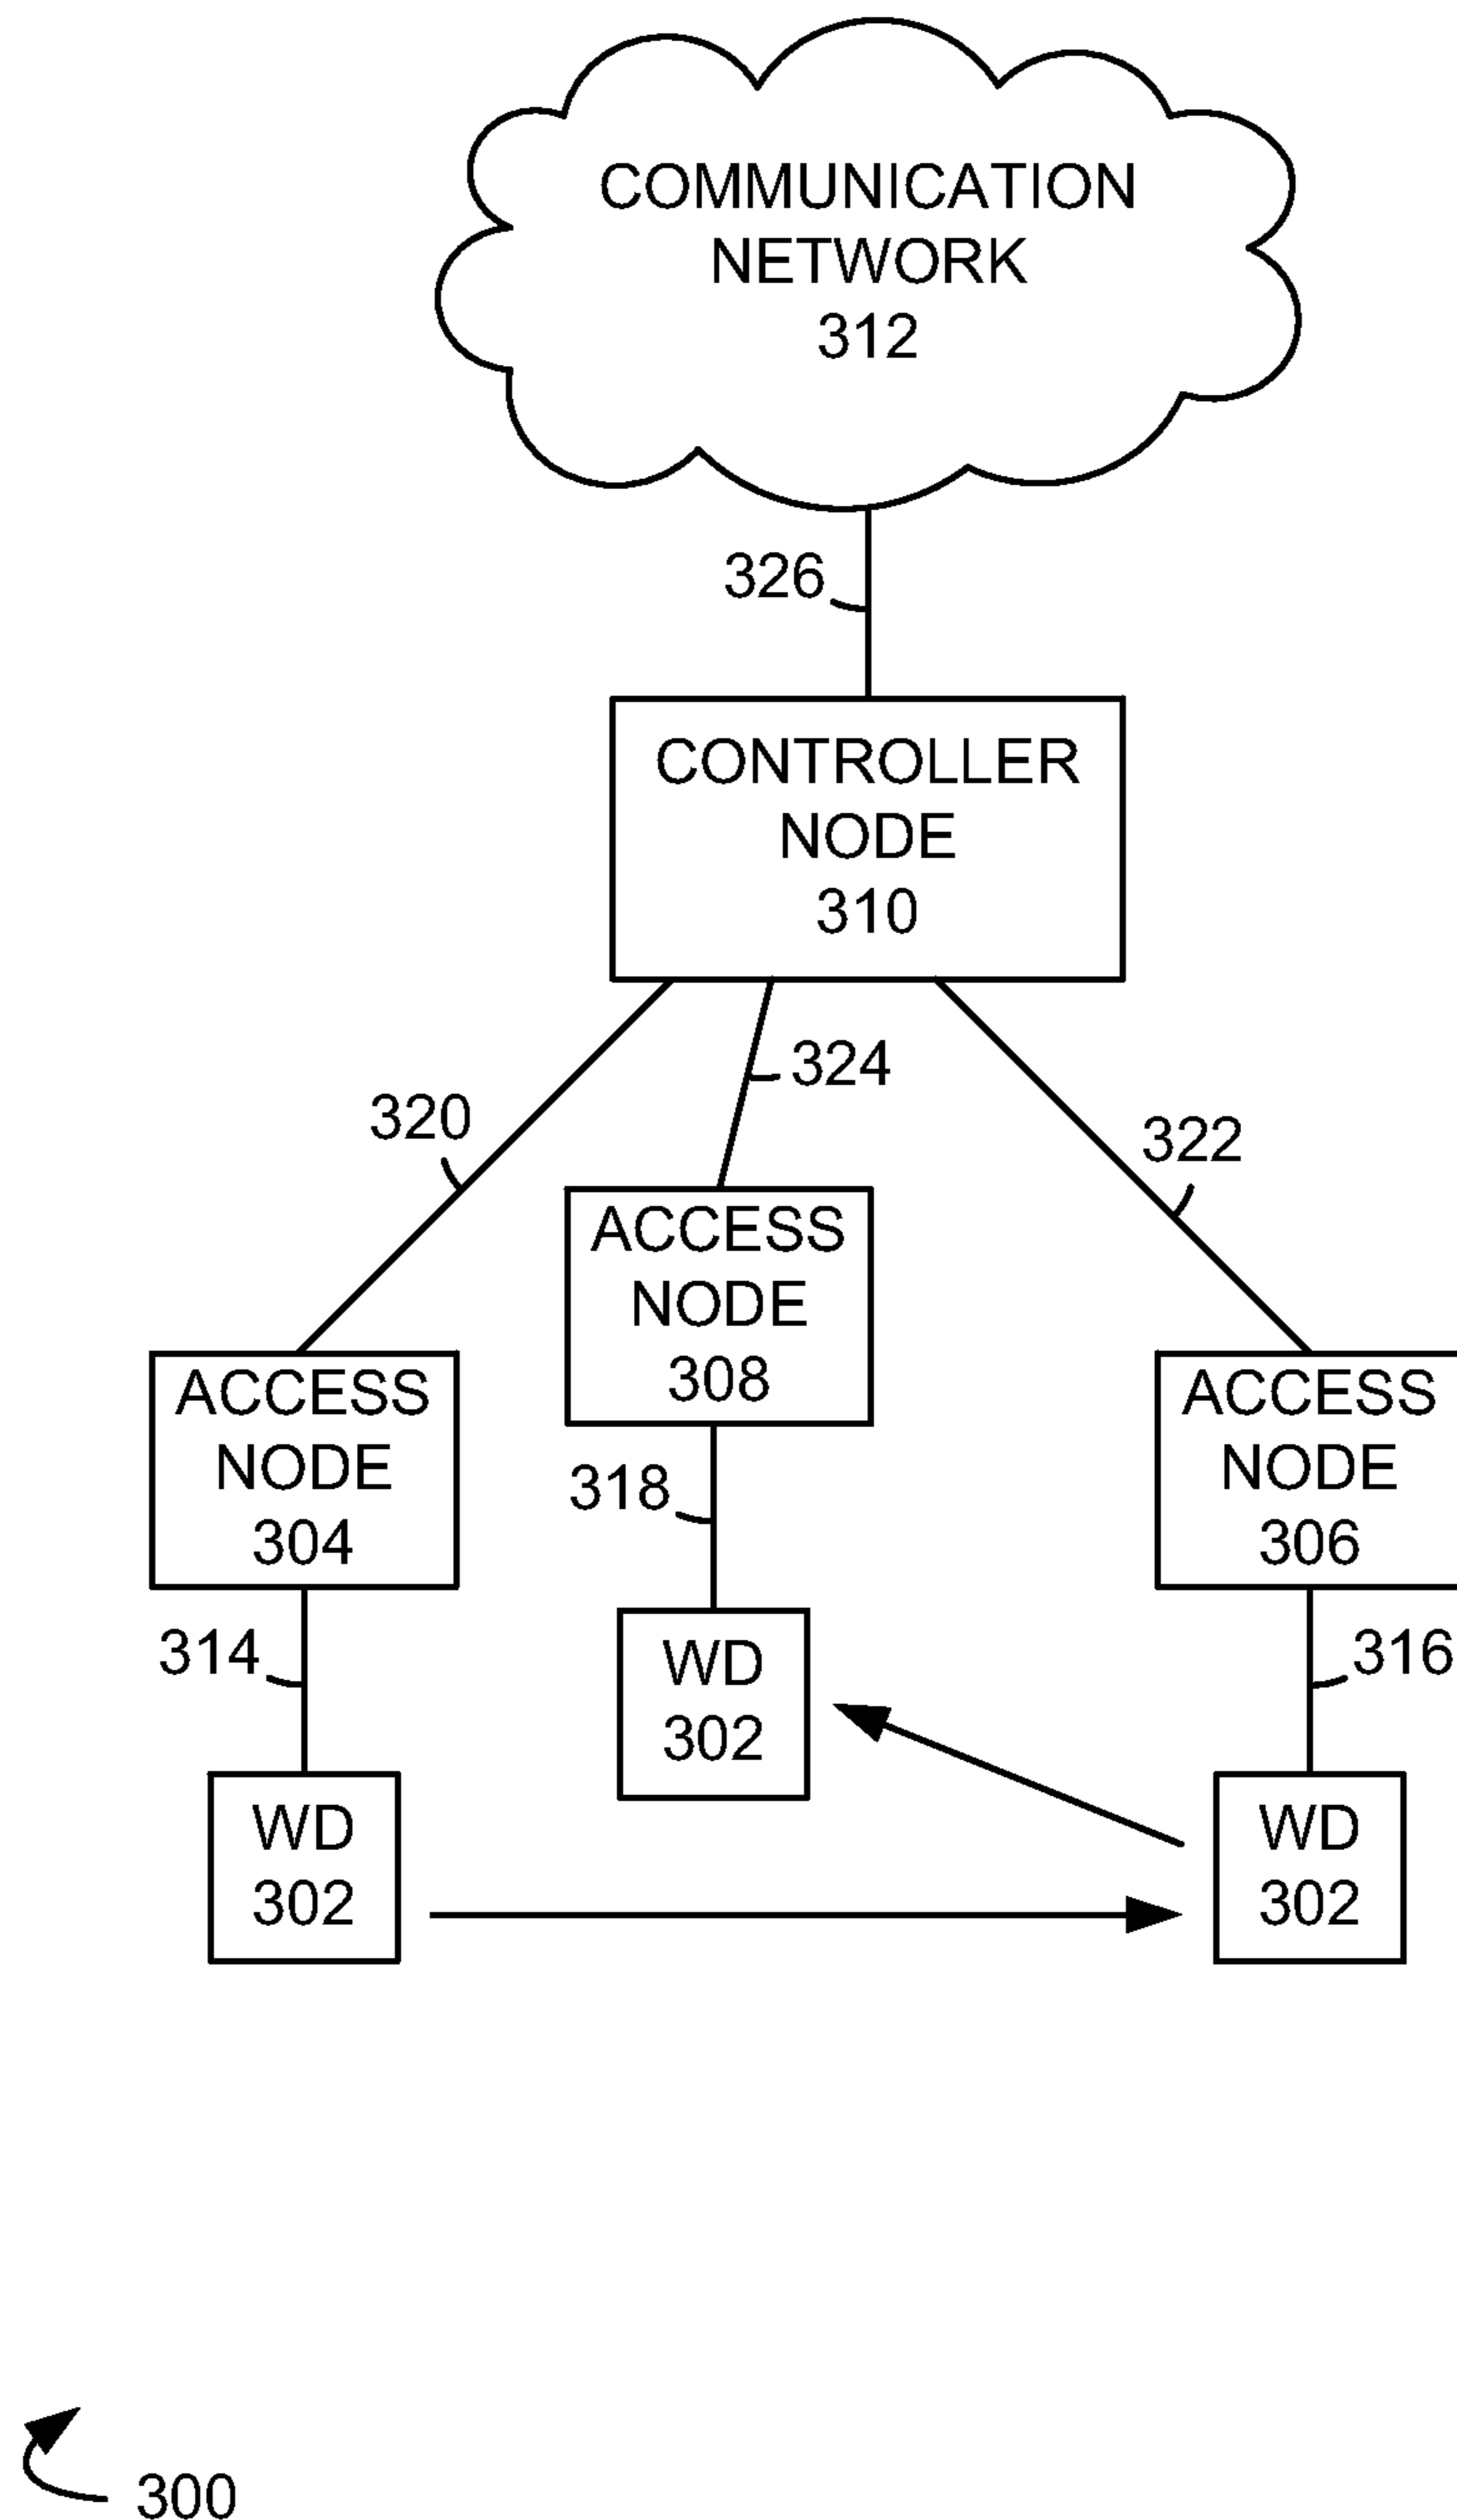 COMMUNICATION
NETWORK
312
326
CONTROLLER
NODE
310
324
320
322
ACCESS
NODE
308
ACCESS
NODE
304
ACCESS
NODE
306
318
314
316
WD
302
WD
302
WD
302
300